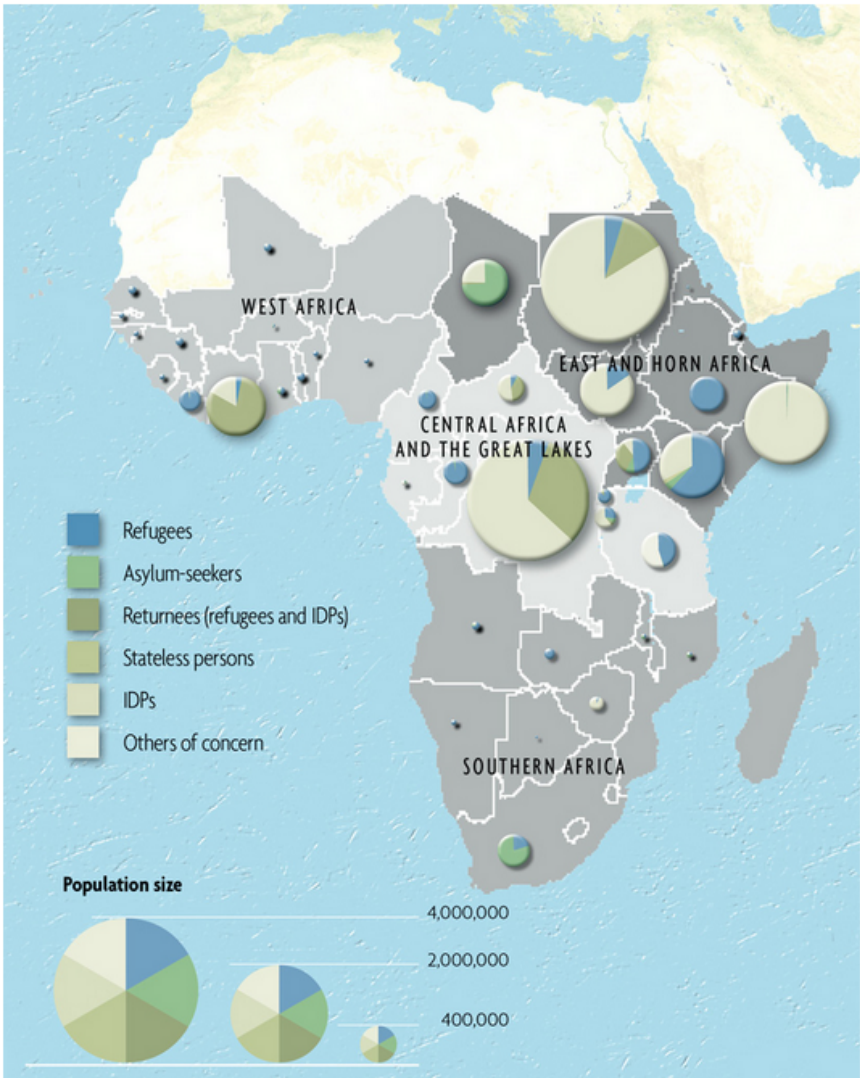 WEST AFRICA
EAST AND HORN AFRICA
CENTRAL AFRICA
AND THE GREAT LAKES
Refugees
Asylum-seekers
Returnees (refugees and IDPs)
Stateless persons
IDPs
Others of concern
SOUTHERN AFRICA
Population size
4,000,000
2,000,000
400,000